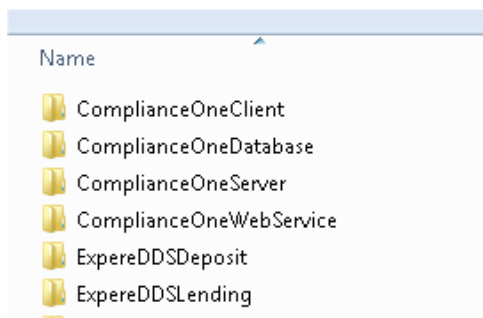 Name
ComplianceOneClient
ComplianceOneDatabase
ComplianceOneServer
ComplianceOneWebService
ExpereDDSDeposit
ExpereDDSLending